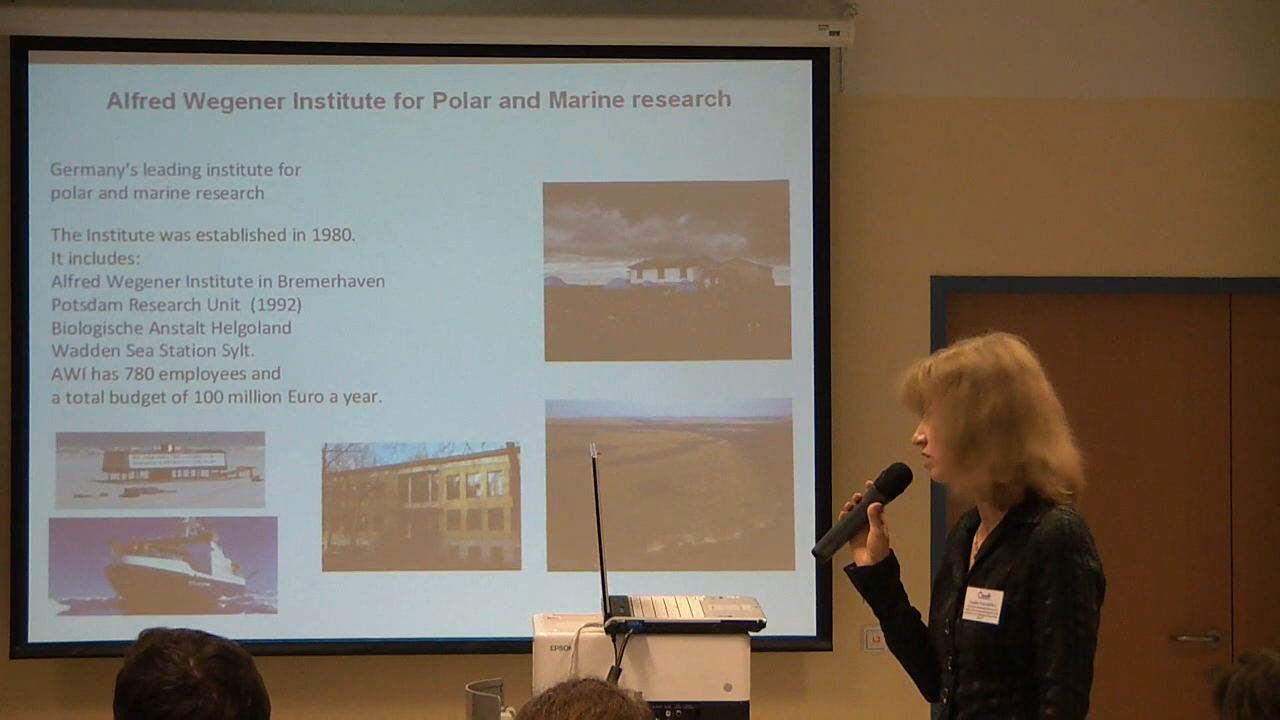 Alfred Wegener Institute for Polar and Marine research
Germany's leading institute for
polar and marine research
The Institute was established in 1980.
It includes:
Alfred Wegener Institute in Bremerhaven
Potsdam Research Unit (1992)
Biologische Anstalt Helgoland
Wadden Sea Station Sylt.
AWI has 780 employees and
a total budget of 100 million Euro a year.
EPSON